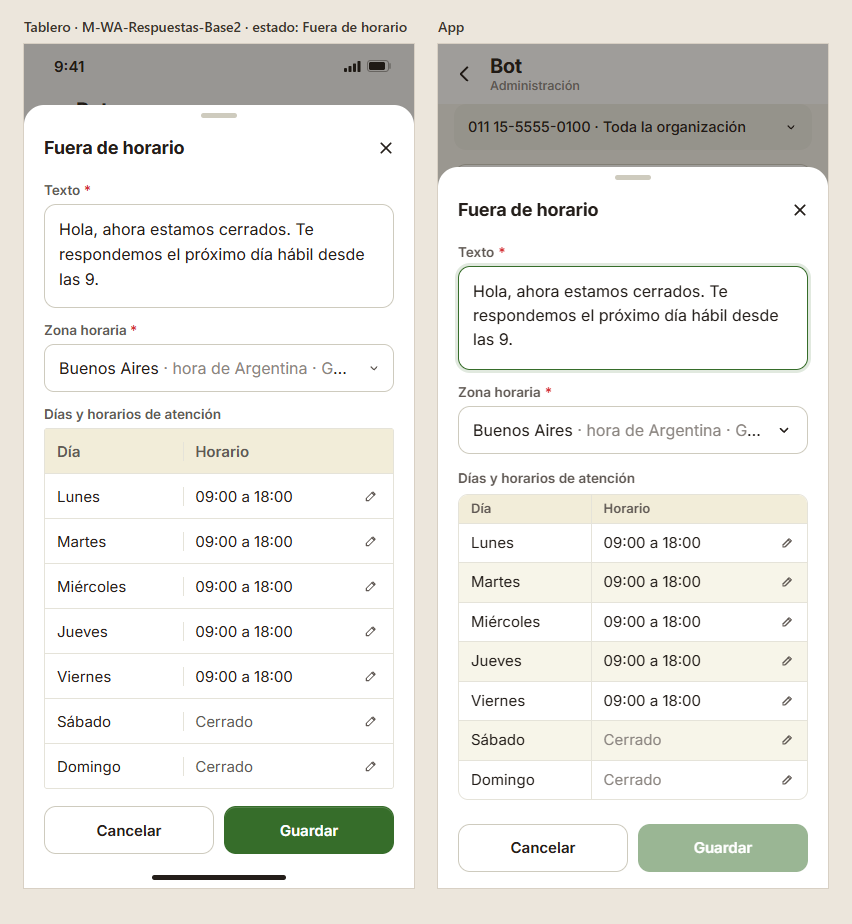 Tablero · M-WA-Respuestas-Base2 · estado: Fuera de horario
9:41
Fuera de horario
Texto *
Hola, ahora estamos cerrados. Te
respondemos el próximo día hábil desde
las 9.
Zona horaria *
Buenos Aires · hora de Argentina · G...
Días y horarios de atención
Día Horario
Lunes 09:00 a 18:00
Martes 09:00 a 18:00
Miércoles 09:00 a 18:00
Jueves 09:00 a 18:00
Viernes 09:00 a 18:00
Sábado Cerrado
Domingo Cerrado
Cancelar Guardar
App
Bot
Administración
011 15-5555-0100 · Toda la organización
Fuera de horario
Texto *
Hola, ahora estamos cerrados. Te
respondemos el próximo día hábil desde
las 9.
Zona horaria *
Buenos Aires · hora de Argentina · G...
Días y horarios de atención
Día Horario
Lunes 09:00 a 18:00
Martes 09:00 a 18:00
Miércoles 09:00 a 18:00
Jueves 09:00 a 18:00
Viernes 09:00 a 18:00
Sábado Cerrado
Domingo Cerrado
Cancelar Guardar